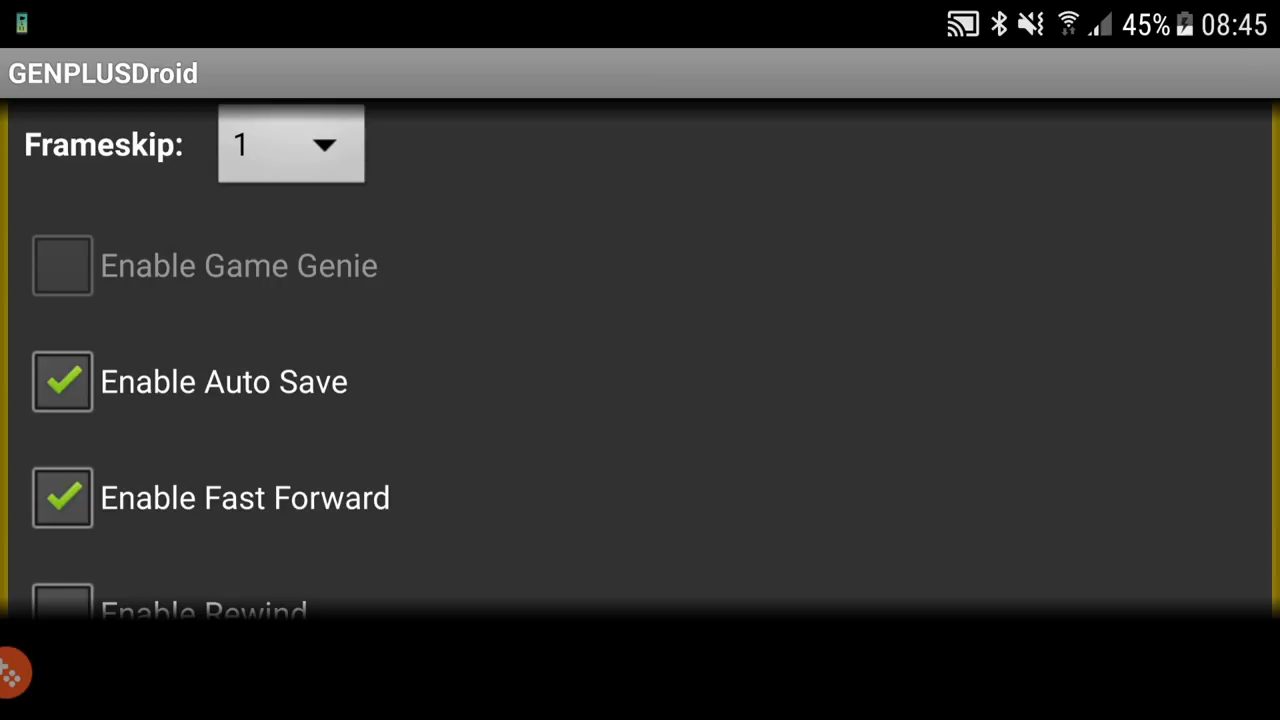 45% 08:45
GENPLUSDroid
Frameskip: 1
Enable Game Genie
Enable Auto Save
Enable Fast Forward
Enable Rewind